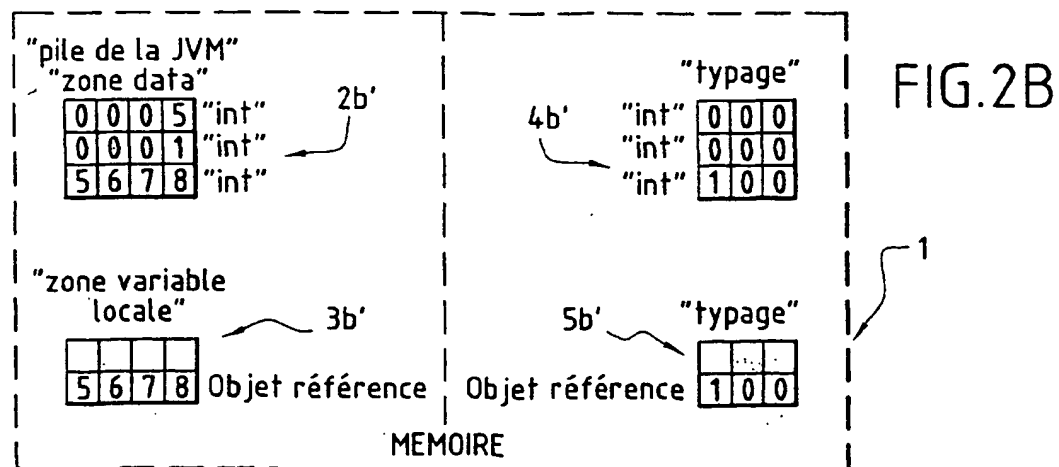 "pile de la JVM"
"zone data"
0 0 0 5 "int"
0 0 0 1 "int"
5 6 7 8 "int"
2b'
"typage"
4b'
"int" 0 0 0
"int" 0 0 0
"int" 1 0 0
FIG.2B
1
"zone variable
locale"
3b'
5 6 7 8 Objet référence
5b'
"typage"
Objet référence 1 0 0
MEMOIRE